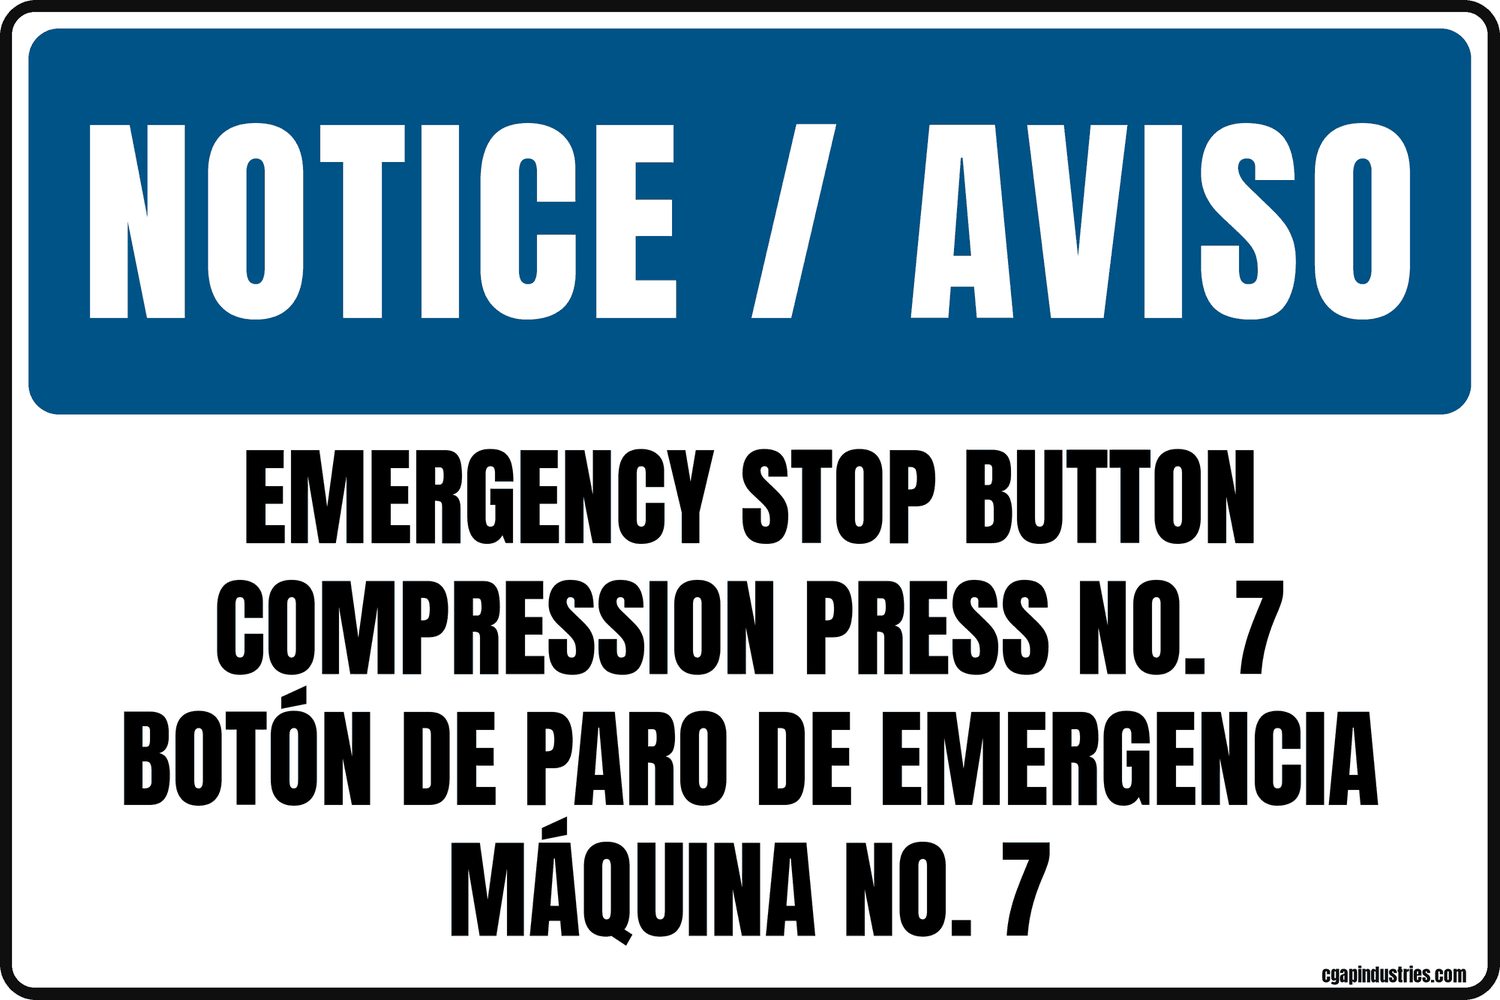 NOTICE / AVISO
EMERGENCY STOP BUTTON
COMPRESSION PRESS NO. 7
BOTÓN DE PARO DE EMERGENCIA
MÁQUINA NO. 7
cgapindustries.com